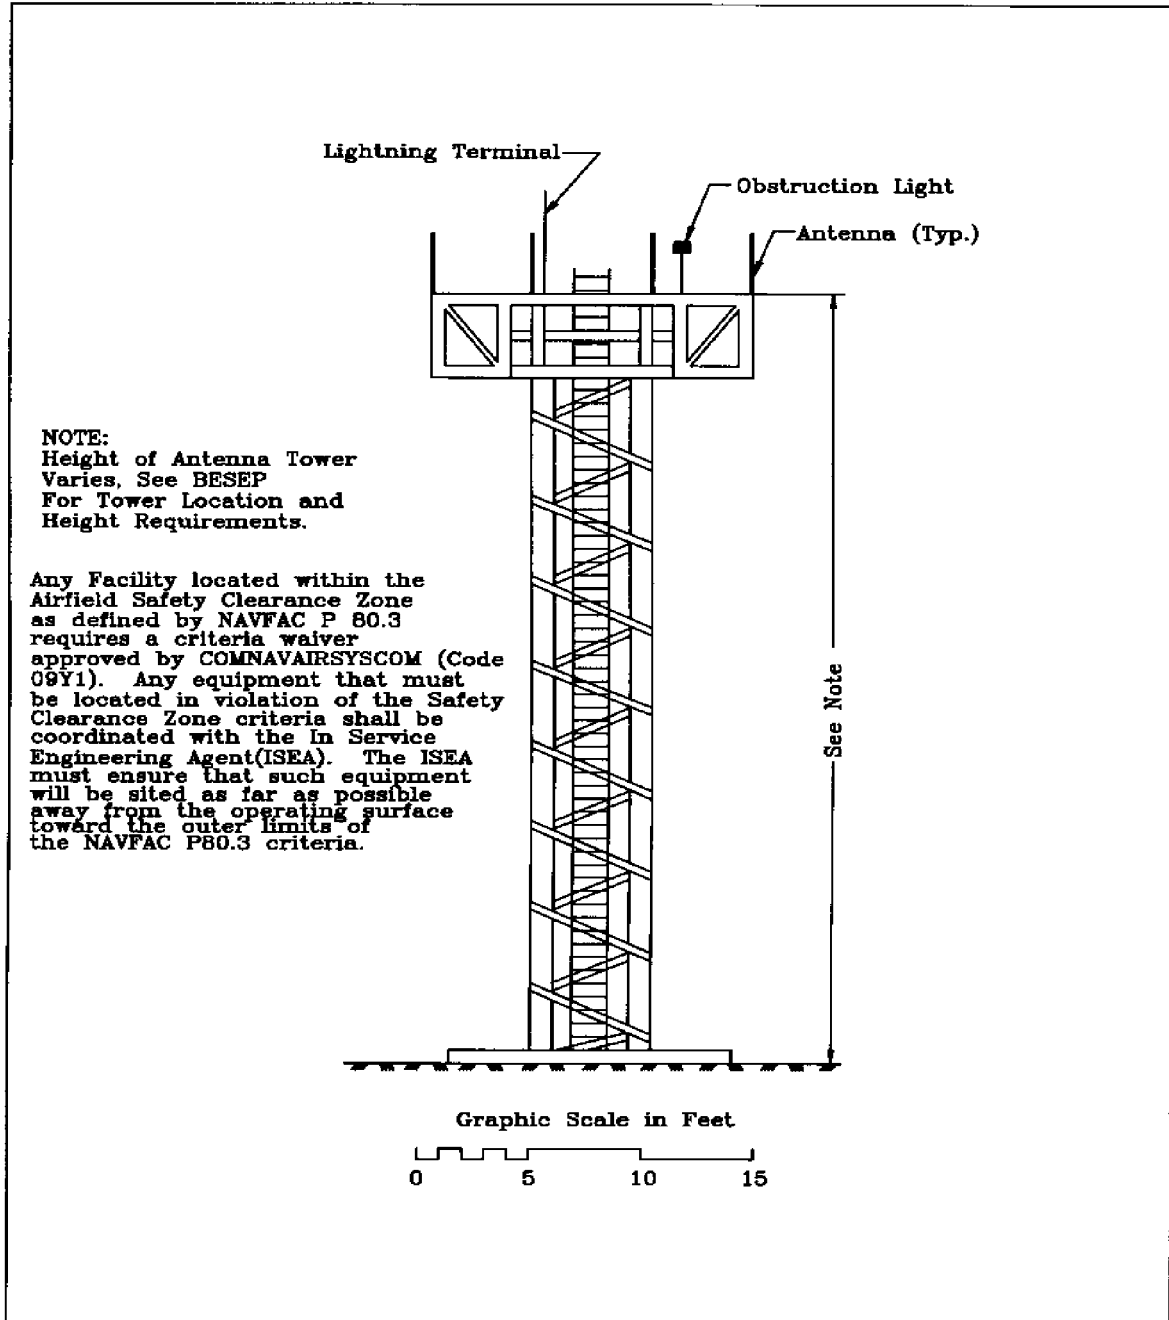 Lightning Terminal
Obstruction Light
Antenna (Typ.)
NOTE:
Height of Antenna Tower
Varies, See BESEP
For Tower Location and
Height Requirements.
Any Facility located within the
Airfield Safety Clearance Zone
as defined by NAVFAC P 80.3
requires a criteria waiver
approved by COMNAVAIRSYSCOM (Code
09Y1). Any equipment that must
be located in violation of the Safety
Clearance Zone criteria shall be
coordinated with the In Service
Engineering Agent(ISEA). The ISEA
must ensure that such equipment
will be sited as far as possible
away from the operating surface
toward the outer limits of
the NAVFAC P80.3 criteria.
See Note
Graphic Scale in Feet
0 5 10 15